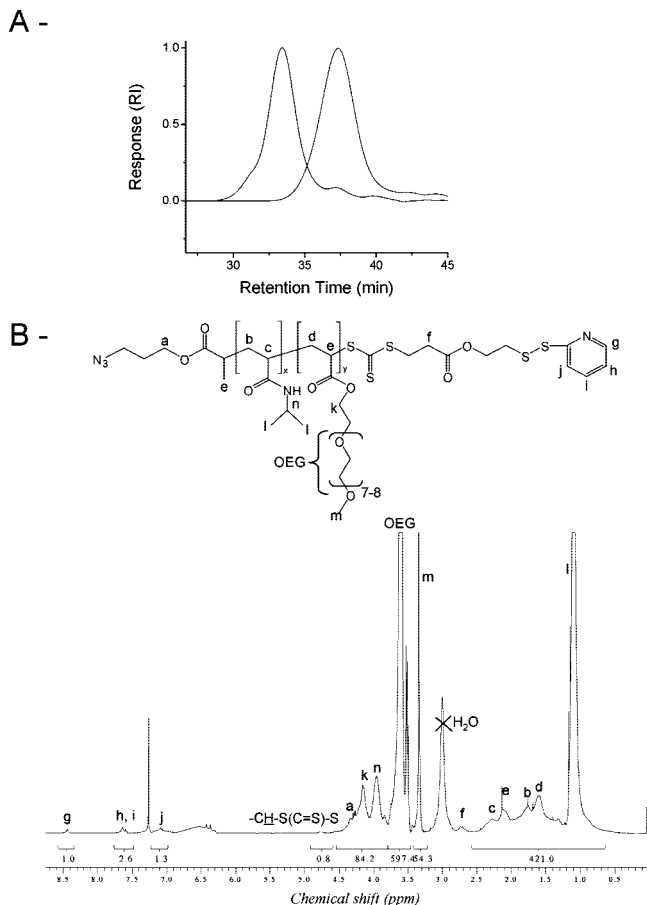 A -
Response (RI)
1.0
0.5
0.0
30 35 40 45
Retention Time (min)
B -
N3
a
O
O
b
c
x
d
e
y
S
S
S
f
O
O
S
S
N
g
h
i
j
e
O
NH
n
l
l
O
O
k
OEG
O
O
7-8
m
OEG
m
l
H2O
k
n
a
-CH-S(C=S)-S
g
h, i
j
f
c
e
b
d
1.0 2.6 1.3 0.8 84.2 597.4 54.3 421.0
8.5 8.0 7.5 7.0 6.5 6.0 5.5 5.0 4.5 4.0 3.5 3.0 2.5 2.0 1.5 1.0 0.5
Chemical shift (ppm)